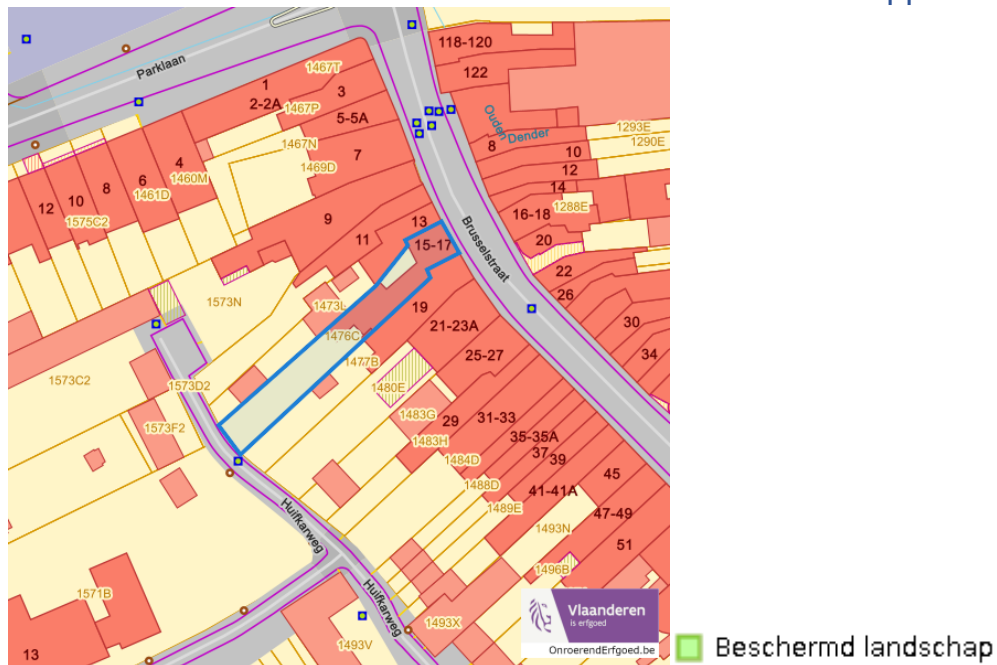 Parklaan
118-120
122
1467T
1
2-2A
1467P
3
5-5A
Ouden
Dender
1293E
1290E
1467N
1469D
7
8
10
12
14
1288E
4
1460M
6
1461D
8
10
12
1575C2
16-18
20
9
13
11
15-17
Brusselstraat
22
26
30
34
1573N
1476C
19
21-23A
25-27
1477B
1480E
1573C2
1573D2
1573F2
1483G
29
31-33
1483H
35-35A
37
39
1484D
45
1488D
41-41A
1489E
47-49
1493N
51
Huifkarweg
1496B
Huifkarweg
1571B
13
1493V
1493X
Vlaanderen
is erfgoed
OnroerendErfgoed.be
Beschermd landschap